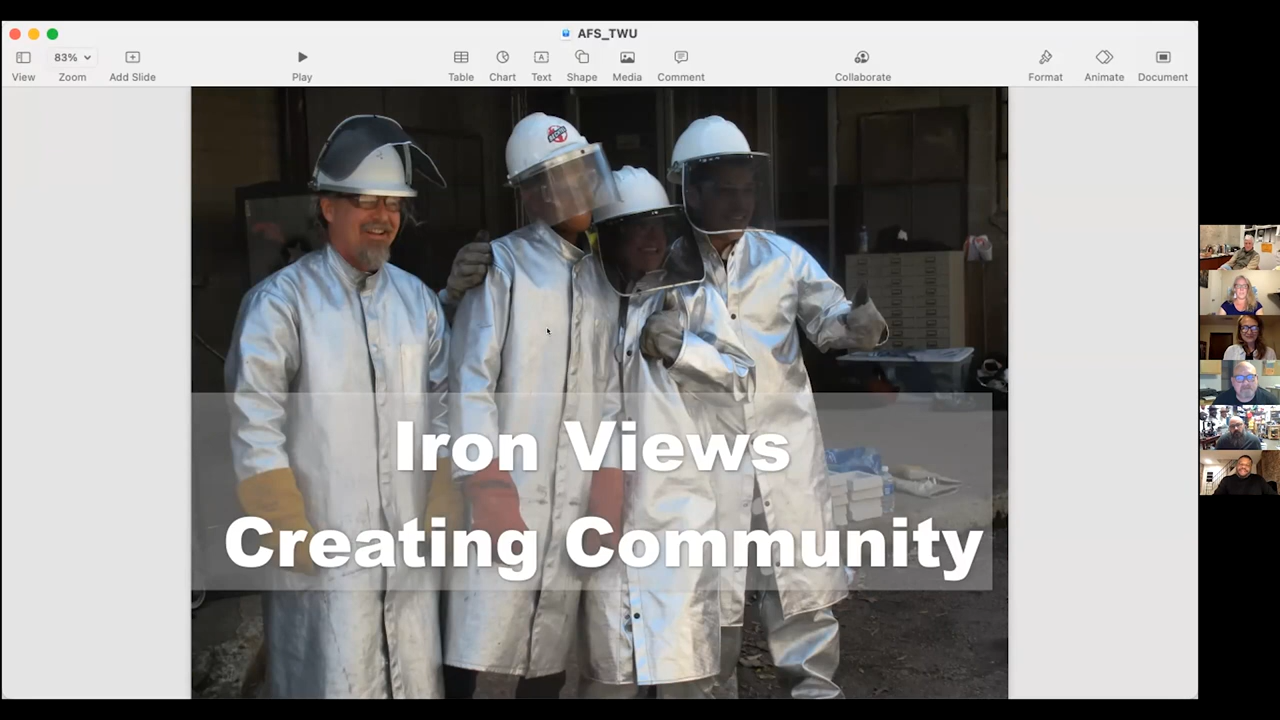 AFS_TWU
83%
View
Zoom
Add Slide
Play
Table
Chart
Text
Shape
Media
Comment
Collaborate
Format
Animate
Document
Iron Views
Creating Community